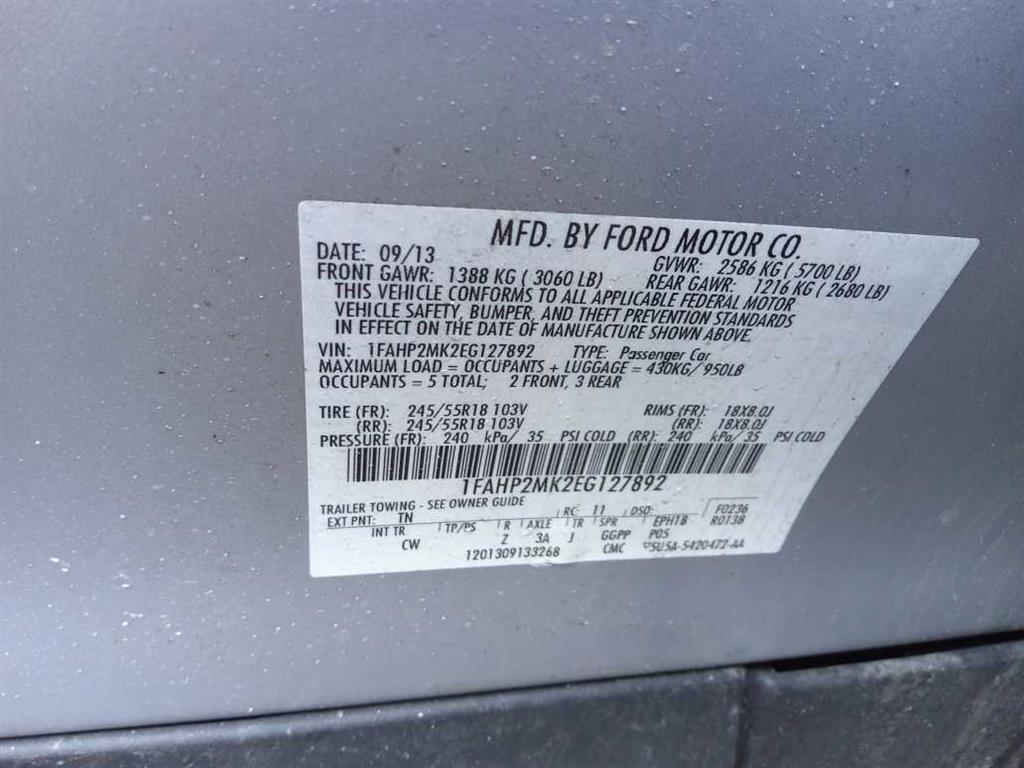 MFD. BY FORD MOTOR CO.
DATE: 09/13 GVWR: 2586 KG ( 5700 LB)
FRONT GAWR: 1388 KG ( 3060 LB) REAR GAWR: 1216 KG ( 2680 LB)
THIS VEHICLE CONFORMS TO ALL APPLICABLE FEDERAL MOTOR
VEHICLE SAFETY, BUMPER, AND THEFT PREVENTION STANDARDS
IN EFFECT ON THE DATE OF MANUFACTURE SHOWN ABOVE.
VIN: 1FAHP2MK2EG127892 TYPE: Passenger Car
MAXIMUM LOAD = OCCUPANTS + LUGGAGE = 430KG/ 950LB
OCCUPANTS = 5 TOTAL; 2 FRONT, 3 REAR
TIRE (FR): 245/55R18 103V RIMS (FR): 18X8.0J
(RR): 245/55R18 103V (RR): 18X8.0J
PRESSURE (FR): 240 kPa/ 35 PSI COLD (RR): 240 kPa/ 35 PSI COLD
1FAHP2MK2EG127892
TRAILER TOWING - SEE OWNER GUIDE
EXT PNT: TN RC: 11 DSO: F0236
INT TR TP/PS R AXLE TR SPR EPH18 R0138
CW Z 3A J GGPP P05
1201309133268 CMC 5U5A-5420472-AA